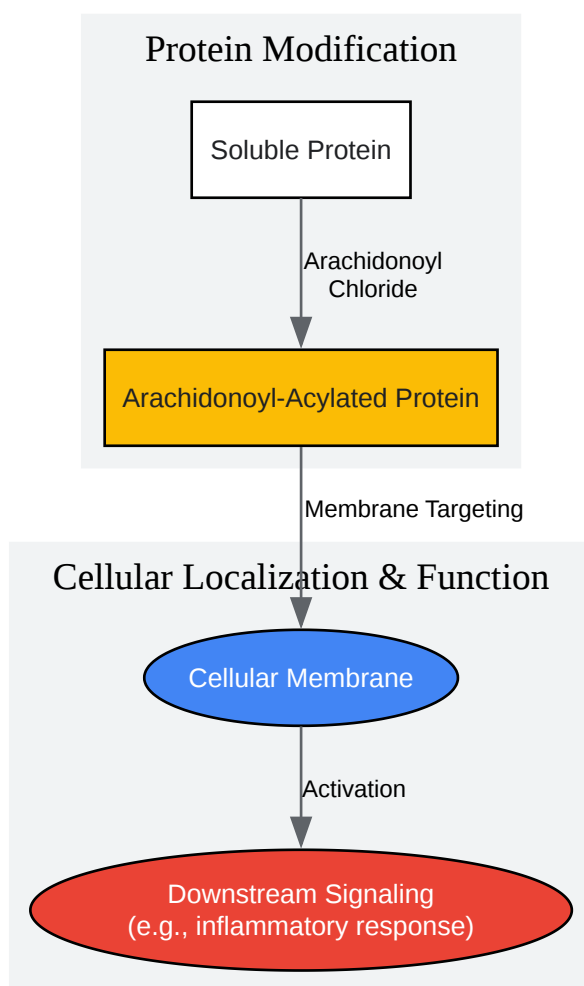 Protein Modification
Soluble Protein
Arachidonoyl
Chloride
Arachidonoyl-Acylated Protein
Membrane Targeting
Cellular Localization & Function
Cellular Membrane
Activation
Downstream Signaling
(e.g., inflammatory response)